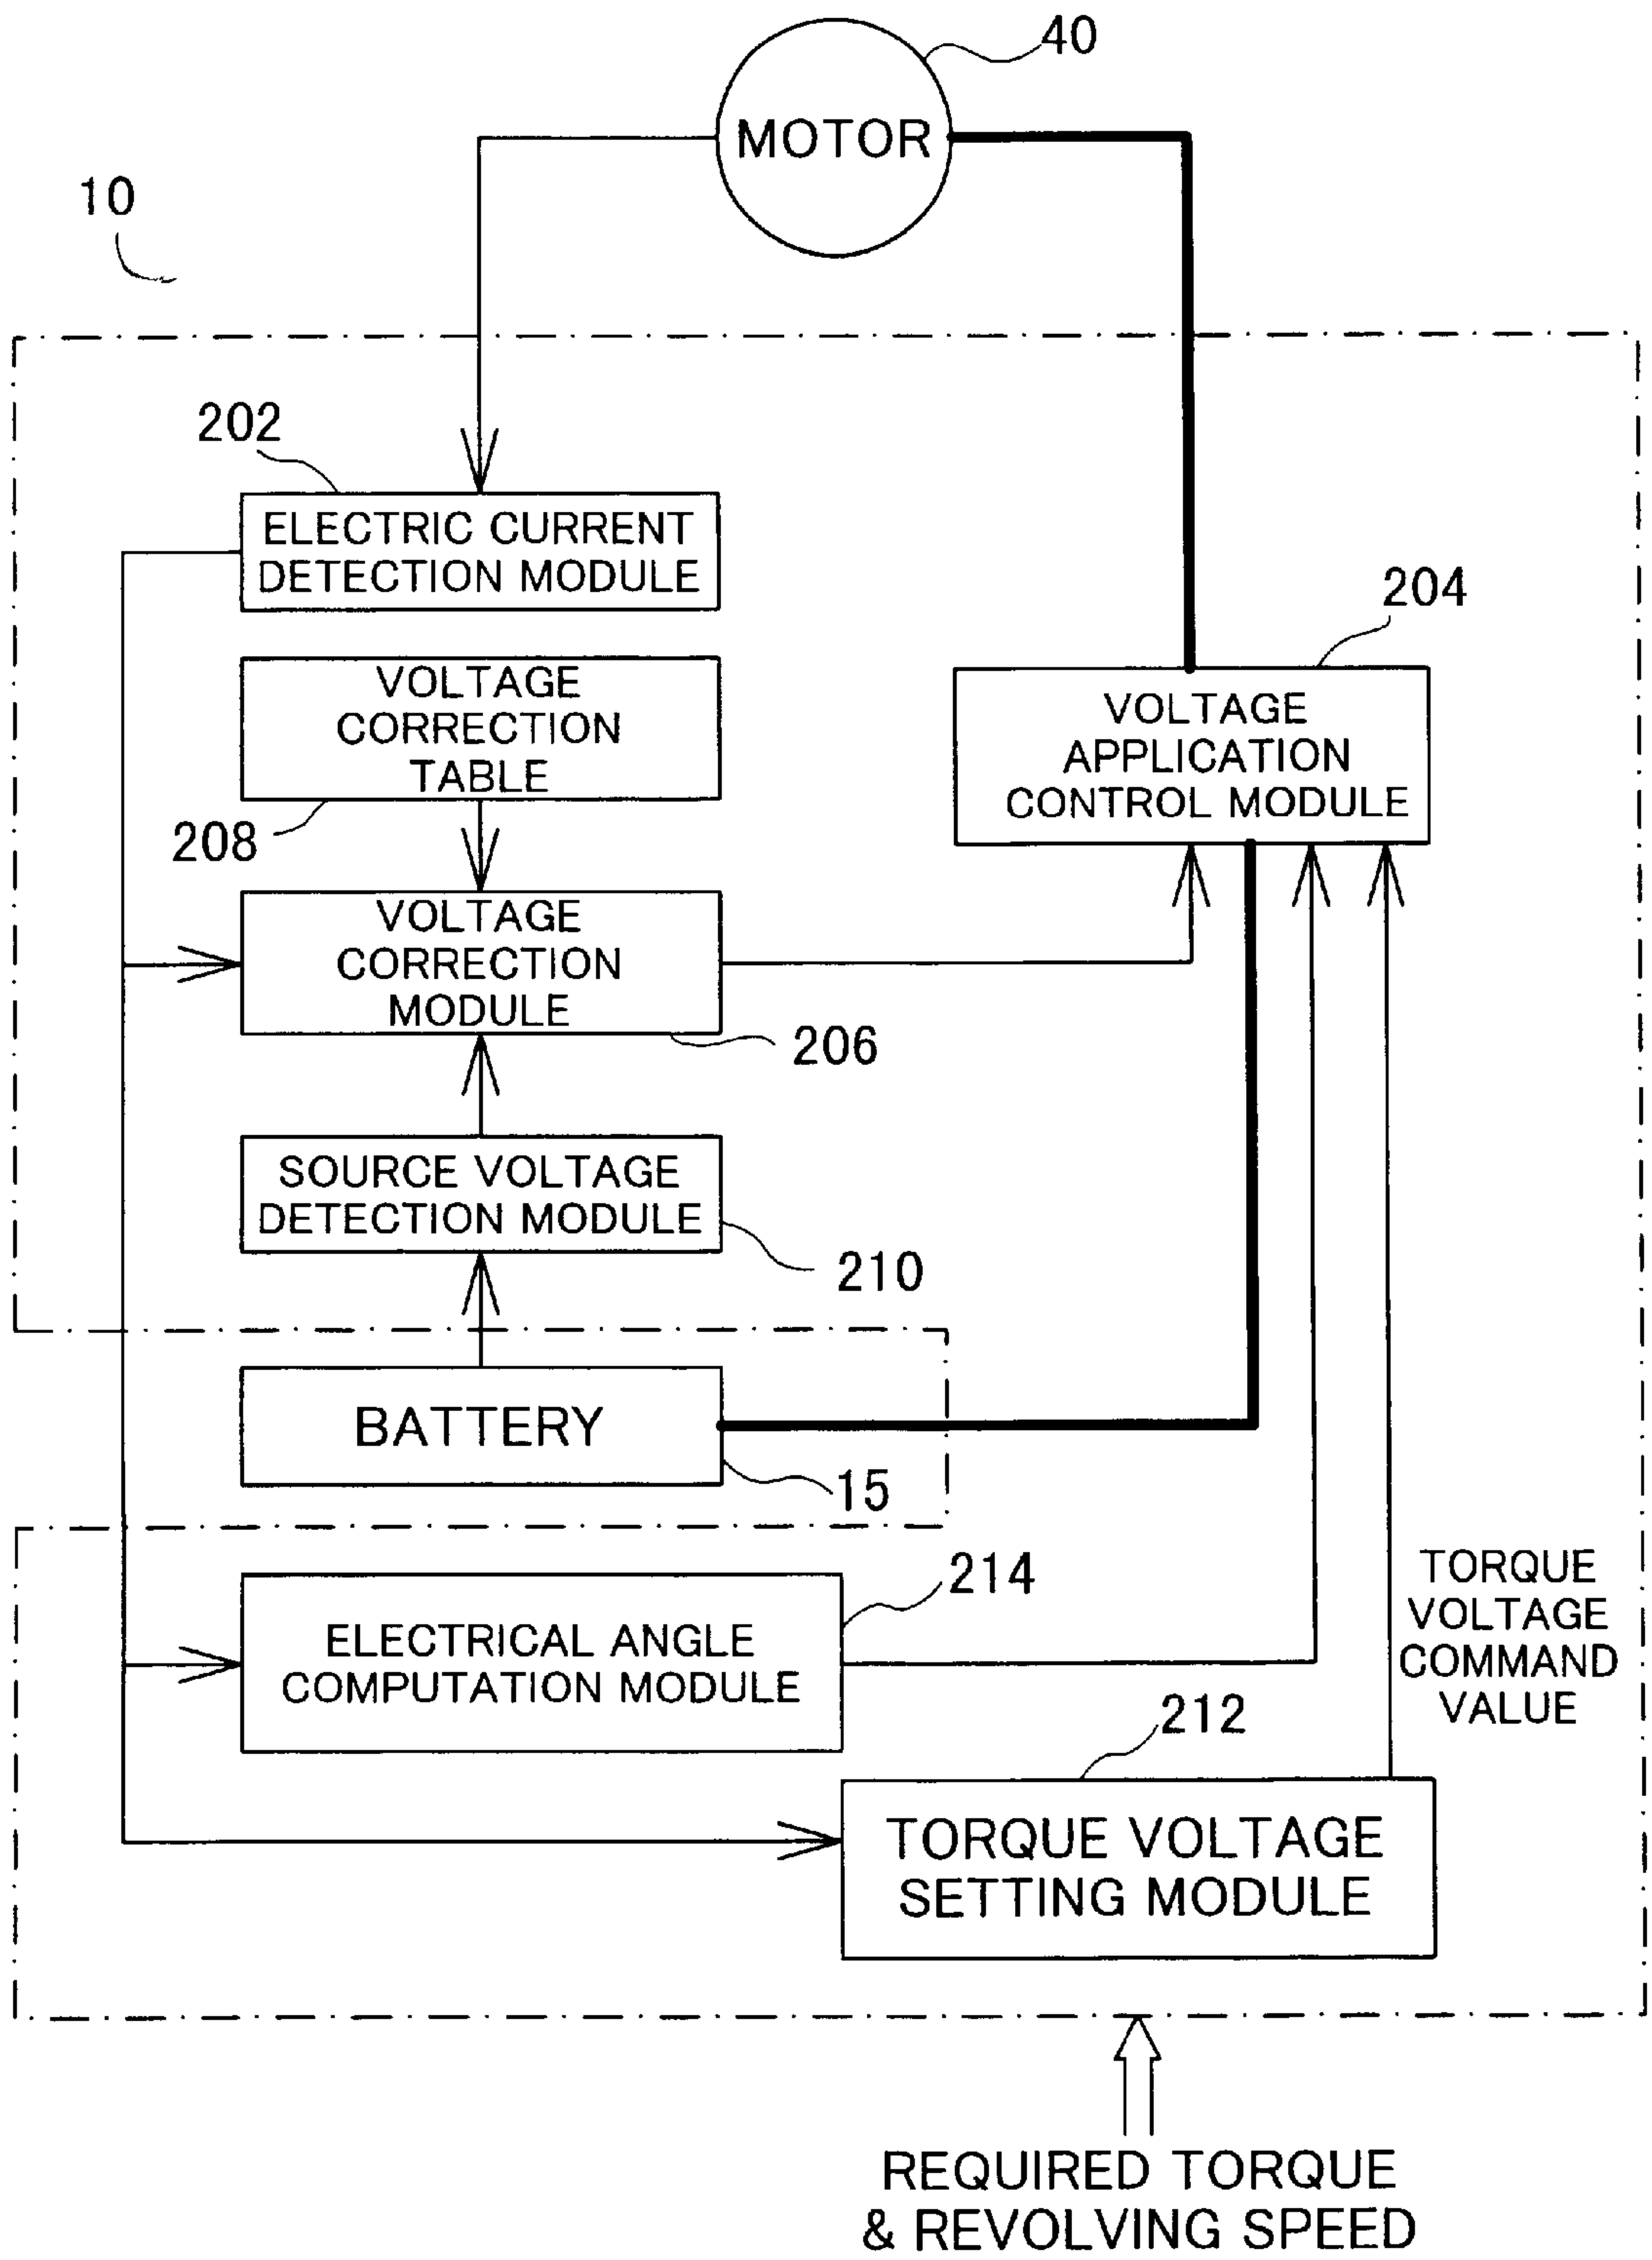 40
MOTOR
10
202
ELECTRIC CURRENT
DETECTION MODULE
204
VOLTAGE
CORRECTION
TABLE
VOLTAGE
APPLICATION
CONTROL MODULE
208
VOLTAGE
CORRECTION
MODULE
206
SOURCE VOLTAGE
DETECTION MODULE
210
BATTERY
15
214
ELECTRICAL ANGLE
COMPUTATION MODULE
TORQUE
VOLTAGE
COMMAND
VALUE
212
TORQUE VOLTAGE
SETTING MODULE
REQUIRED TORQUE
& REVOLVING SPEED